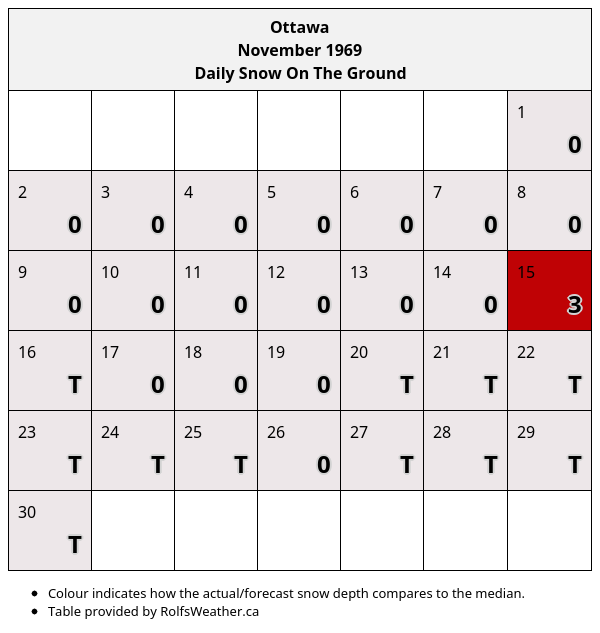 Ottawa
November 1969
Daily Snow On The Ground
1
0
2 3 4 5 6 7 8
0 0 0 0 0 0 0
9 10 11 12 13 14 15
0 0 0 0 0 0 3
16 17 18 19 20 21 22
T 0 0 0 T T T
23 24 25 26 27 28 29
T T T 0 T T T
30
T
• Colour indicates how the actual/forecast snow depth compares to the median.
• Table provided by RolfsWeather.ca